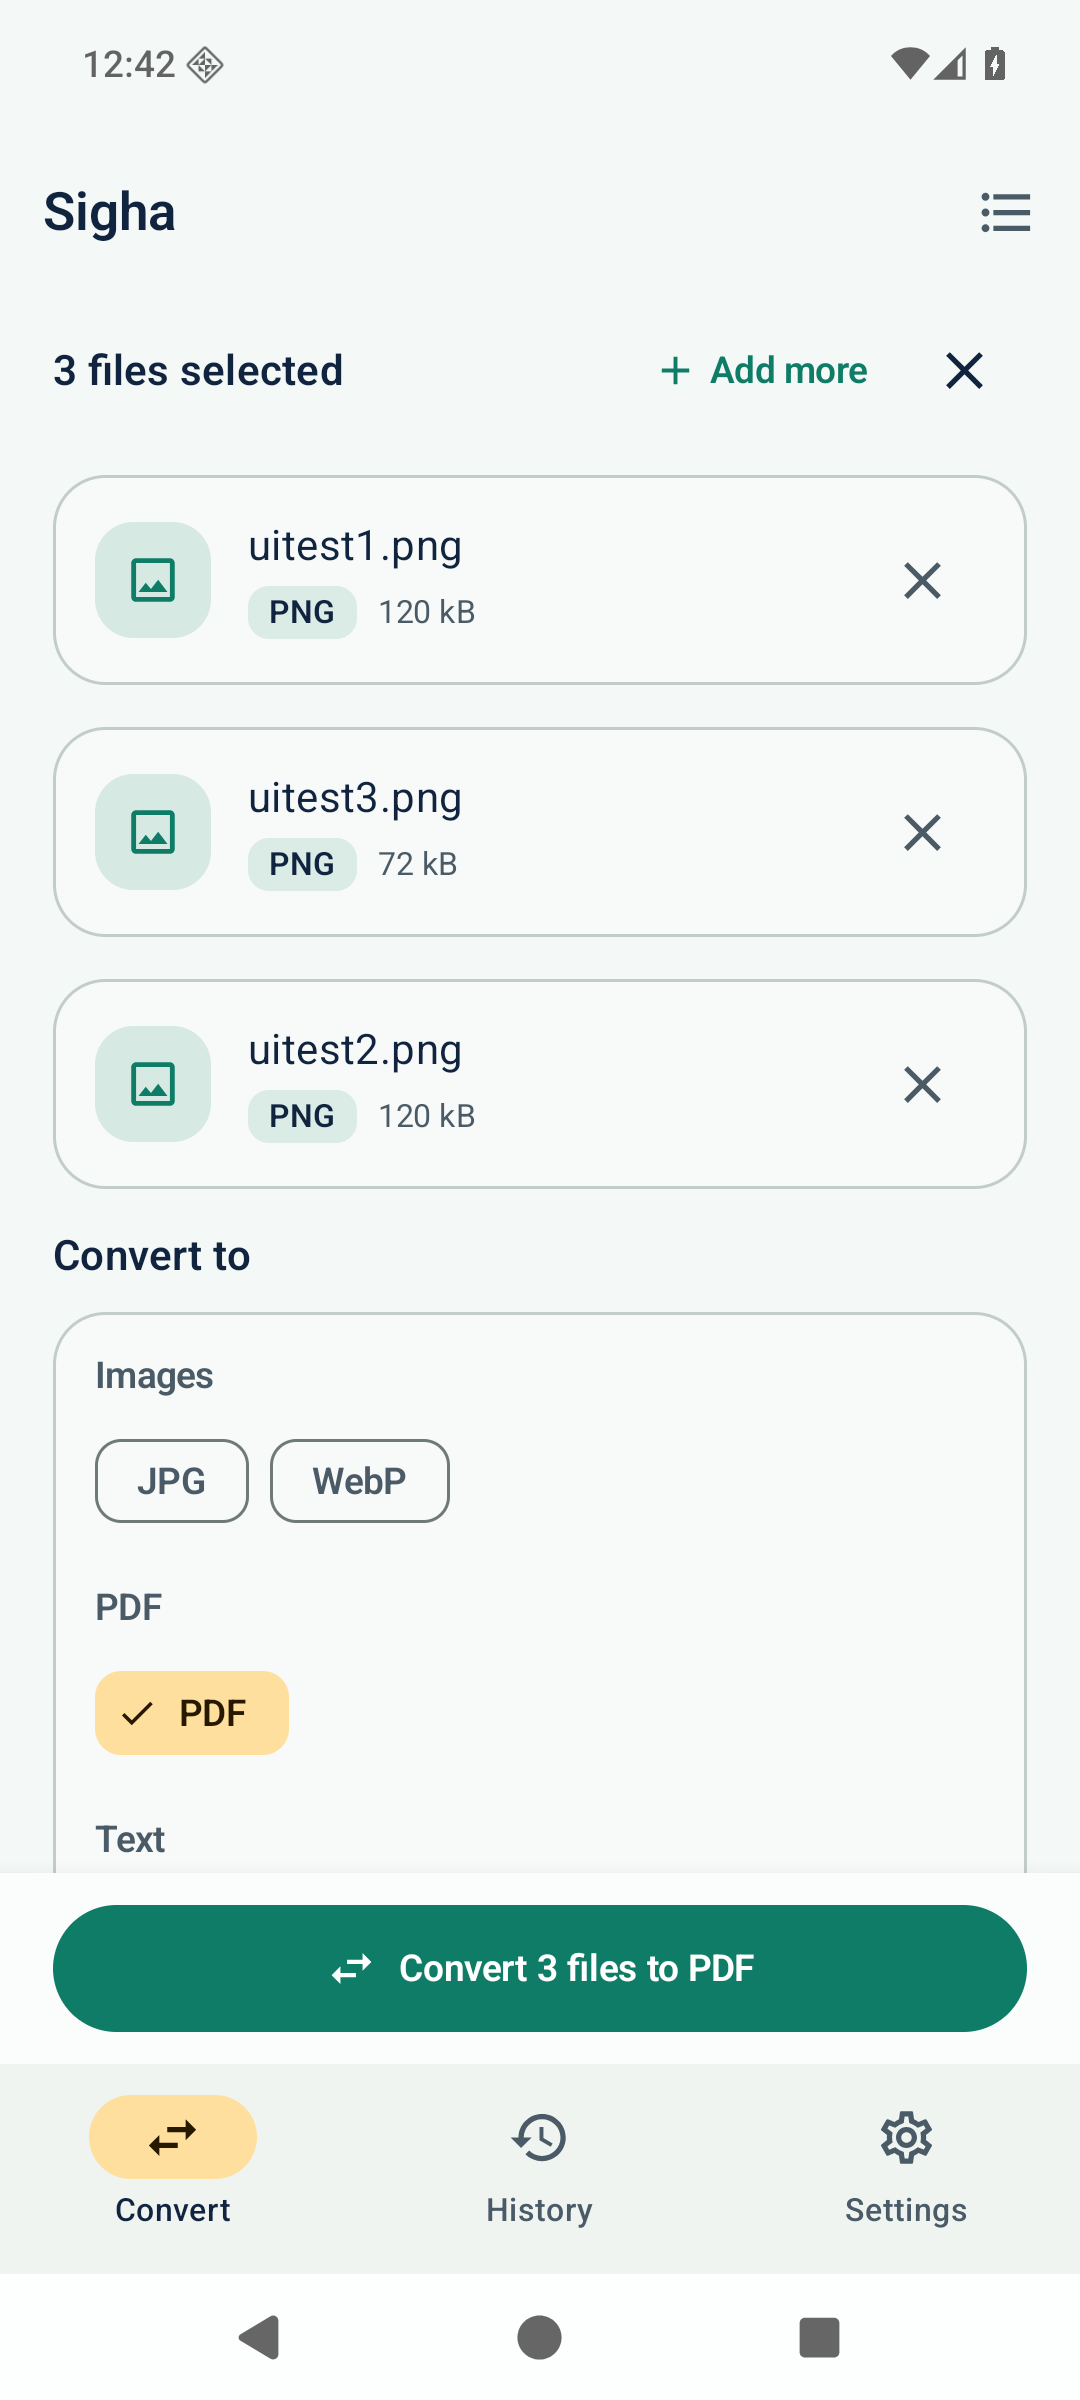 12:42
Sigha
3 files selected
Add more
uitest1.png
PNG 120 kB
uitest3.png
PNG 72 kB
uitest2.png
PNG 120 kB
Convert to
Images
JPG WebP
PDF
PDF
Text
Convert 3 files to PDF
Convert History Settings